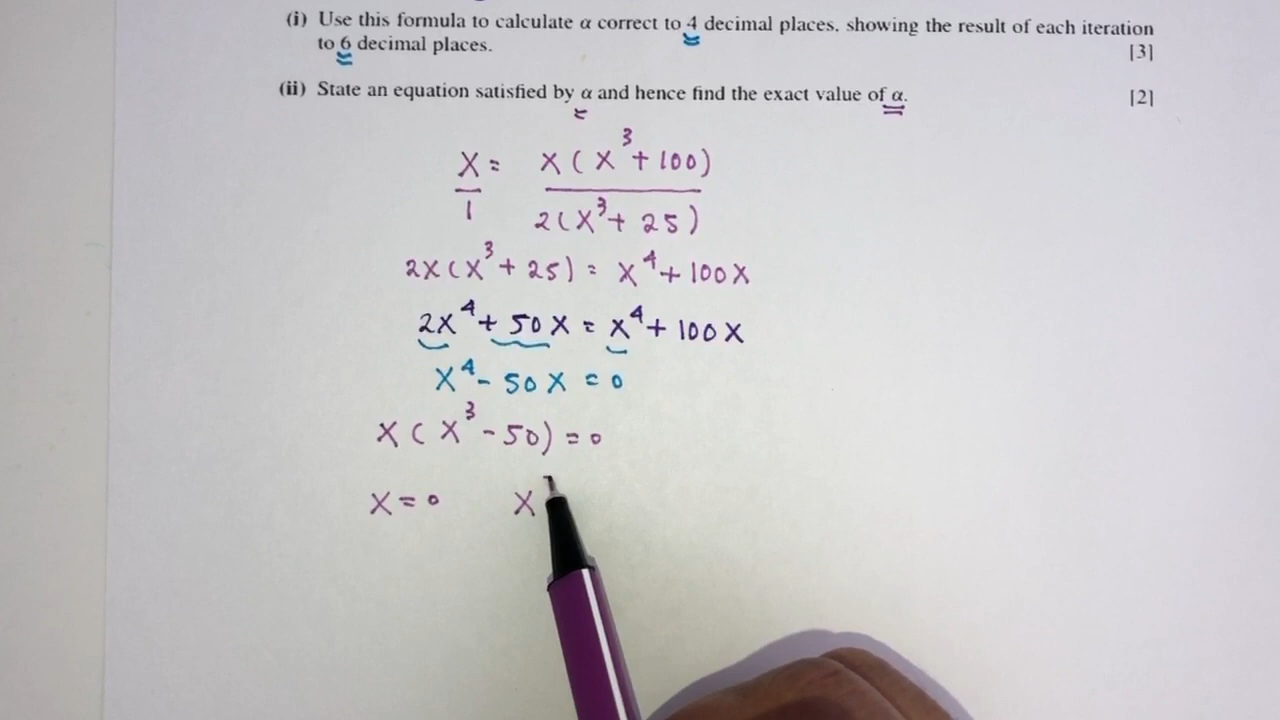 (i) Use this formula to calculate α correct to 4 decimal places, showing the result of each iteration
to 6 decimal places. [3]
(ii) State an equation satisfied by α and hence find the exact value of α. [2]
x/1 = x(x³ + 100)/2(x³ + 25)
2x(x³ + 25) = x⁴ + 100x
2x⁴ + 50x = x⁴ + 100x
x⁴ - 50x = 0
x(x³ - 50) = 0
x = 0 x